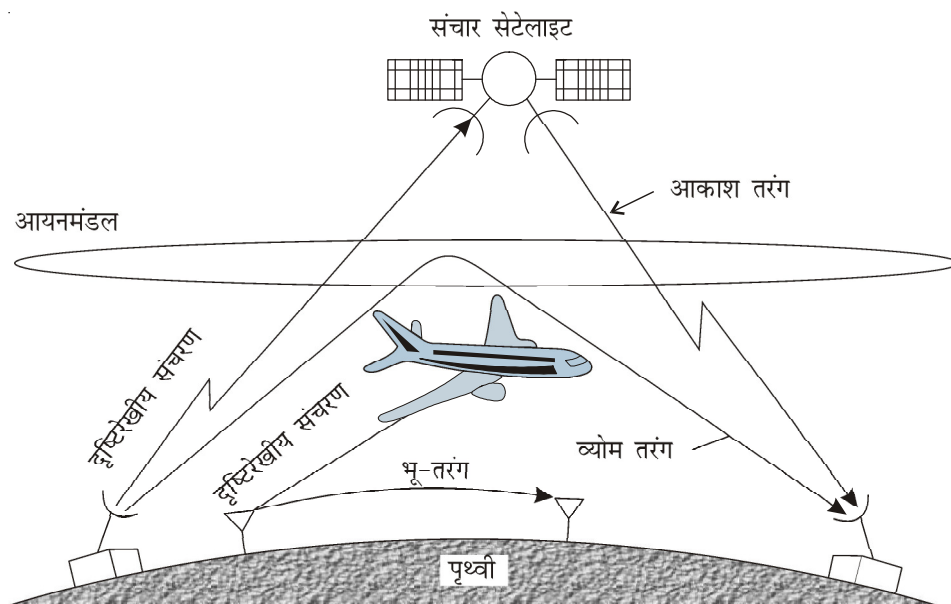 संचार सेटेलाइट
आकाश तरंग
आयनमंडल
दृष्टिरेखीय संचरण
दृष्टिरेखीय संचरण
व्योम तरंग
भू-तरंग
पृथ्वी